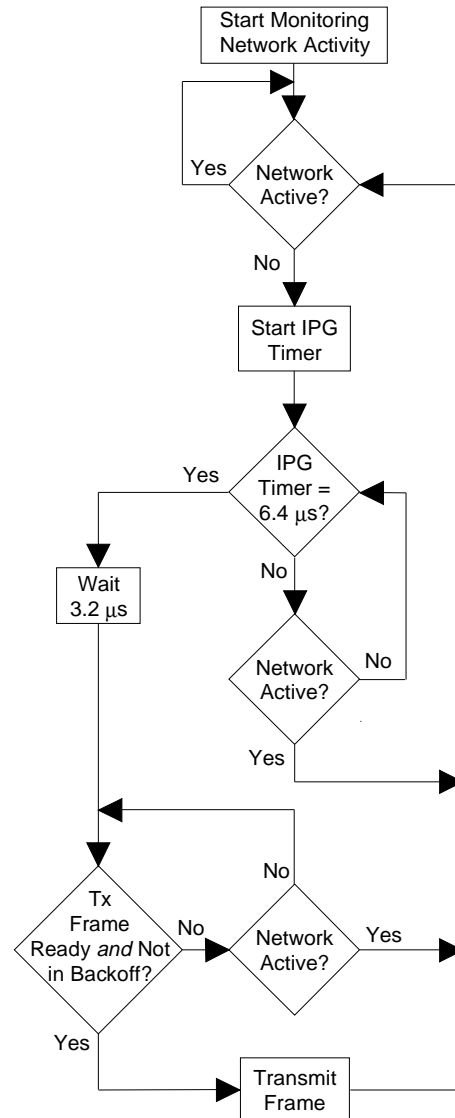 Start Monitoring
Network Activity
Yes
Network
Active?
No
Start IPG
Timer
Yes
IPG
Timer =
6.4 μs?
No
Wait
3.2 μs
Network
Active?
No
Yes
No
Tx
Frame
Ready and Not
in Backoff?
No
Network
Active?
Yes
Yes
Transmit
Frame